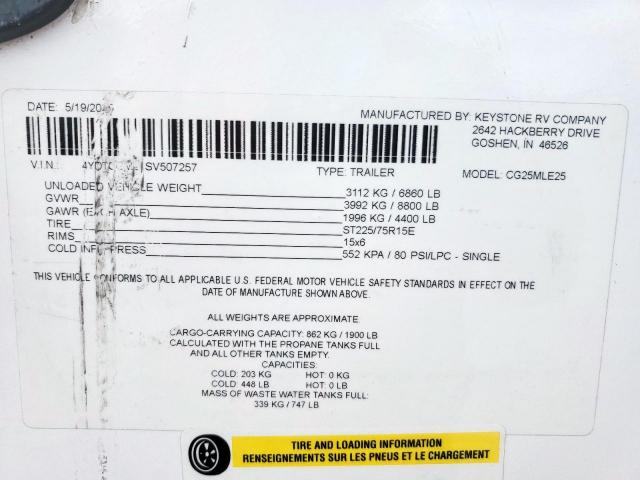 DATE: 5/19/20
MANUFACTURED BY: KEYSTONE RV COMPANY
2642 HACKBERRY DRIVE
GOSHEN, IN 46526
V.I.N.: SV507257 TYPE: TRAILER MODEL: CG25MLE25
UNLOADED VEHICLE WEIGHT 3112 KG / 6860 LB
GVWR 3992 KG / 8800 LB
GAWR (EACH AXLE) 1996 KG / 4400 LB
TIRE ST225/75R15E
RIMS 15x6
COLD INFL. PRESS 552 KPA / 80 PSI/LPC - SINGLE
THIS VEHICLE CONFORMS TO ALL APPLICABLE U.S. FEDERAL MOTOR VEHICLE SAFETY STANDARDS IN EFFECT ON THE
DATE OF MANUFACTURE SHOWN ABOVE.
ALL WEIGHTS ARE APPROXIMATE.
CARGO-CARRYING CAPACITY: 862 KG / 1900 LB
CALCULATED WITH THE PROPANE TANKS FULL
AND ALL OTHER TANKS EMPTY.
CAPACITIES:
COLD: 203 KG HOT: 0 KG
COLD: 448 LB HOT: 0 LB
MASS OF WASTE WATER TANKS FULL:
339 KG / 747 LB
TIRE AND LOADING INFORMATION
RENSEIGNEMENTS SUR LES PNEUS ET LE CHARGEMENT